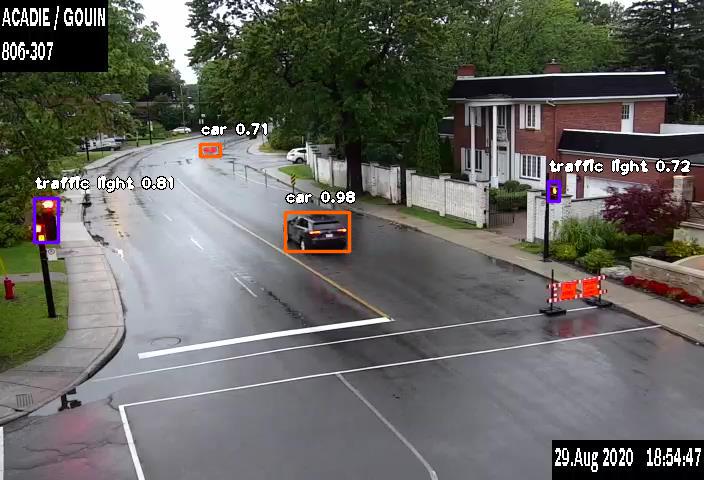 ACADIE / GOUIN
806-307
car 0.71
traffic light 0.72
traffic light 0.81
car 0.98
29.Aug 2020 18:54:47